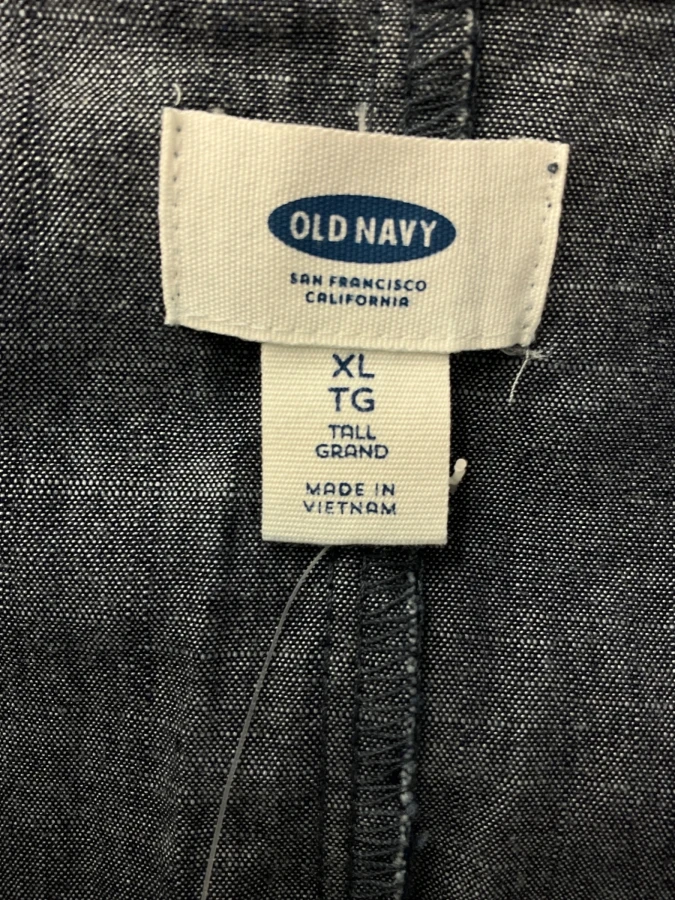 OLD NAVY
SAN FRANCISCO
CALIFORNIA
XL
TG
TALL
GRAND
MADE IN
VIETNAM